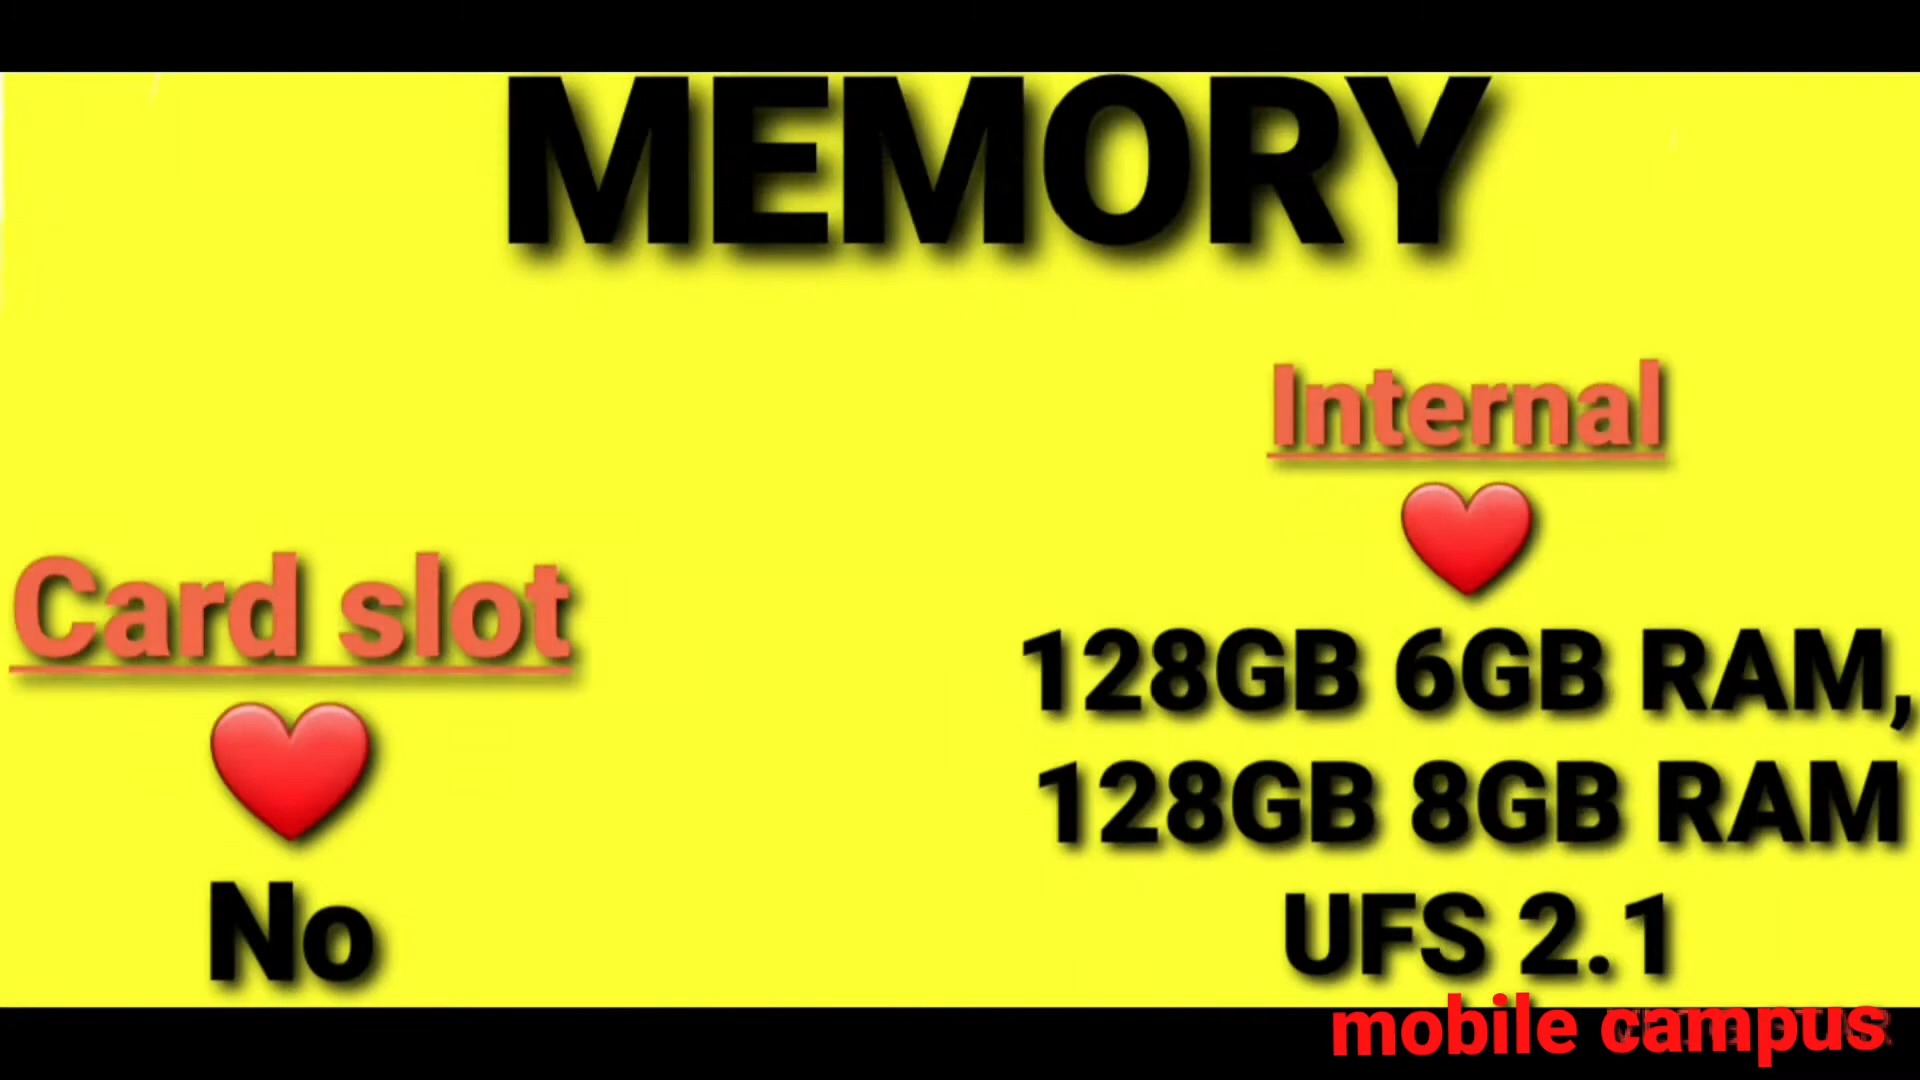 MEMORY
Card slot
❤️
No
Internal
❤️
128GB 6GB RAM,
128GB 8GB RAM
UFS 2.1
mobile campus